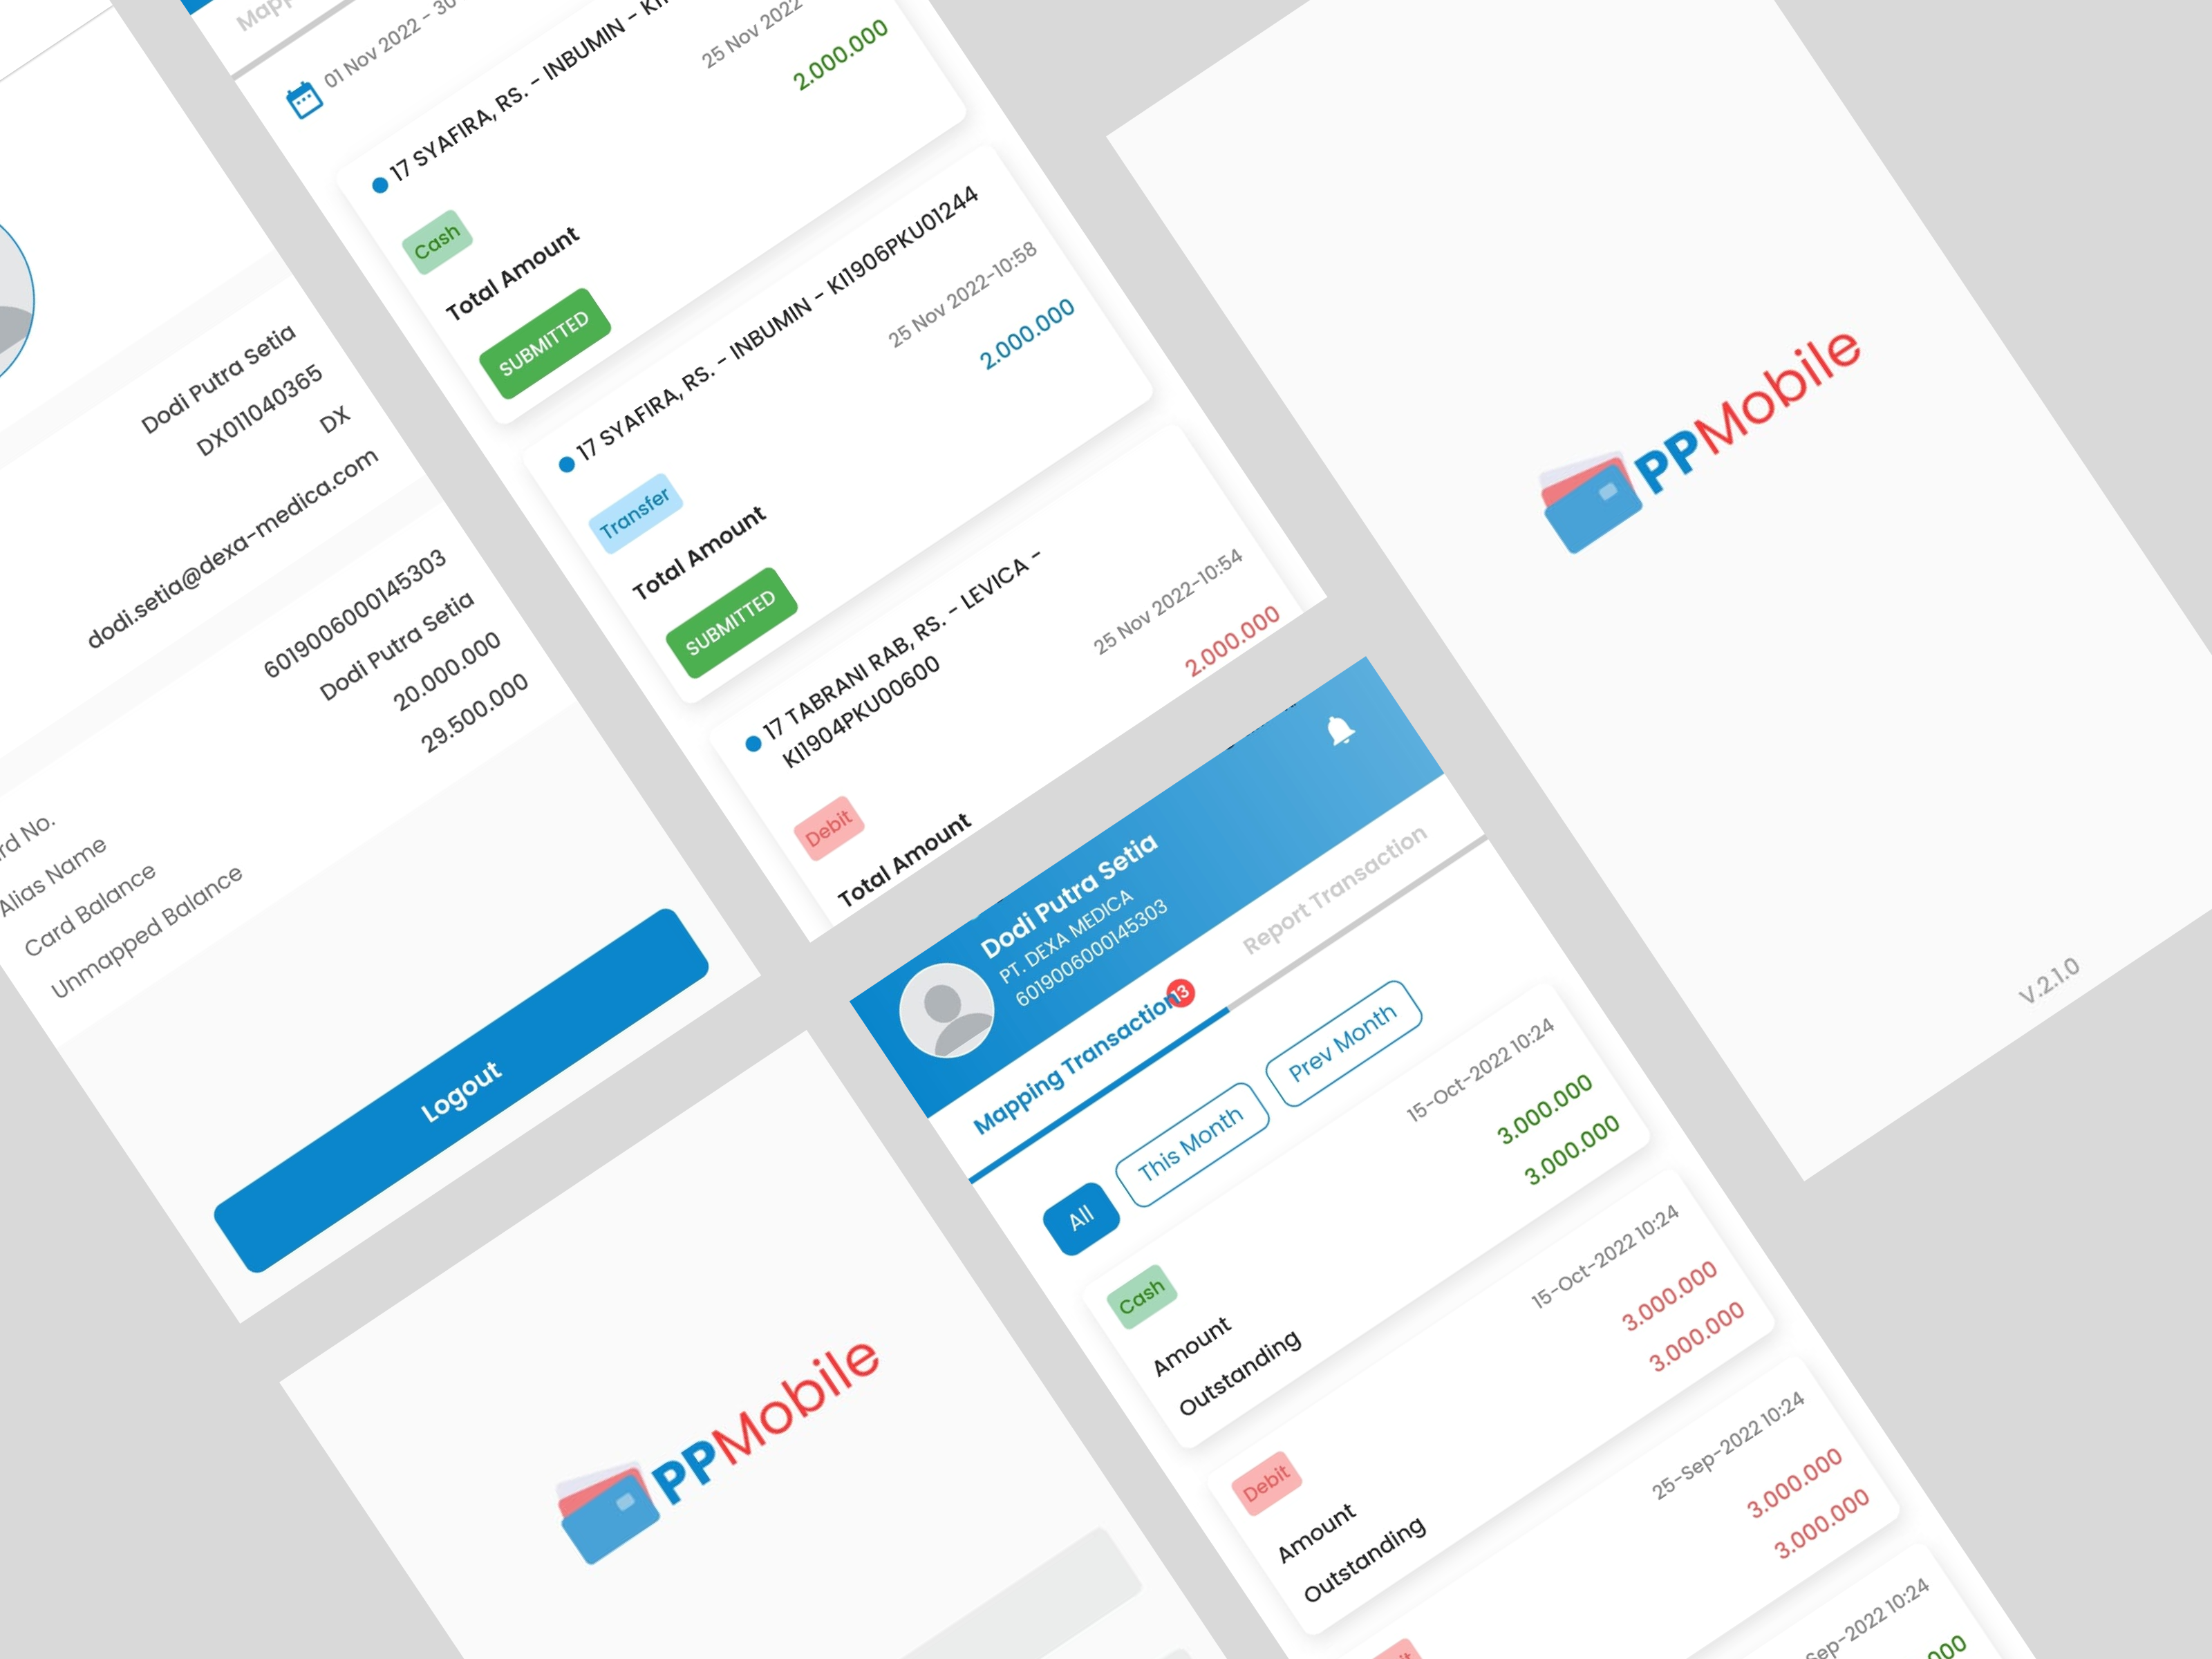 Dodi Putra Setia
DX011040365
DX
dodi.setia@dexa-medica.com
6019006000145303
Dodi Putra Setia
Alias Name
20.000.000
Card Balance
29.500.000
Unmapped Balance
Logout
01 Nov 2022 - 30
17 SYAFIRA, RS. - INBUMIN -
25 Nov 2022
Cash
2.000.000
Total Amount
SUBMITTED
17 SYAFIRA, RS. - INBUMIN - KI1906PKU01244
25 Nov 2022-10:58
Transfer
2.000.000
Total Amount
SUBMITTED
17 TABRANI RAB, RS. - LEVICA -
KI1904PKU00600
25 Nov 2022-10:54
Debit
2.000.000
Total Amount
PPMobile
V.2.1.0
PPMobile
Dodi Putra Setia
PT. DEXA MEDICA
6019006000145303
Mapping Transaction 13
Report Transaction
All
This Month
Prev Month
15-Oct-2022 10:24
Cash
Amount
3.000.000
Outstanding
3.000.000
15-Oct-2022 10:24
Debit
Amount
3.000.000
Outstanding
3.000.000
25-Sep-2022 10:24
3.000.000
3.000.000
Sep-2022 10:24